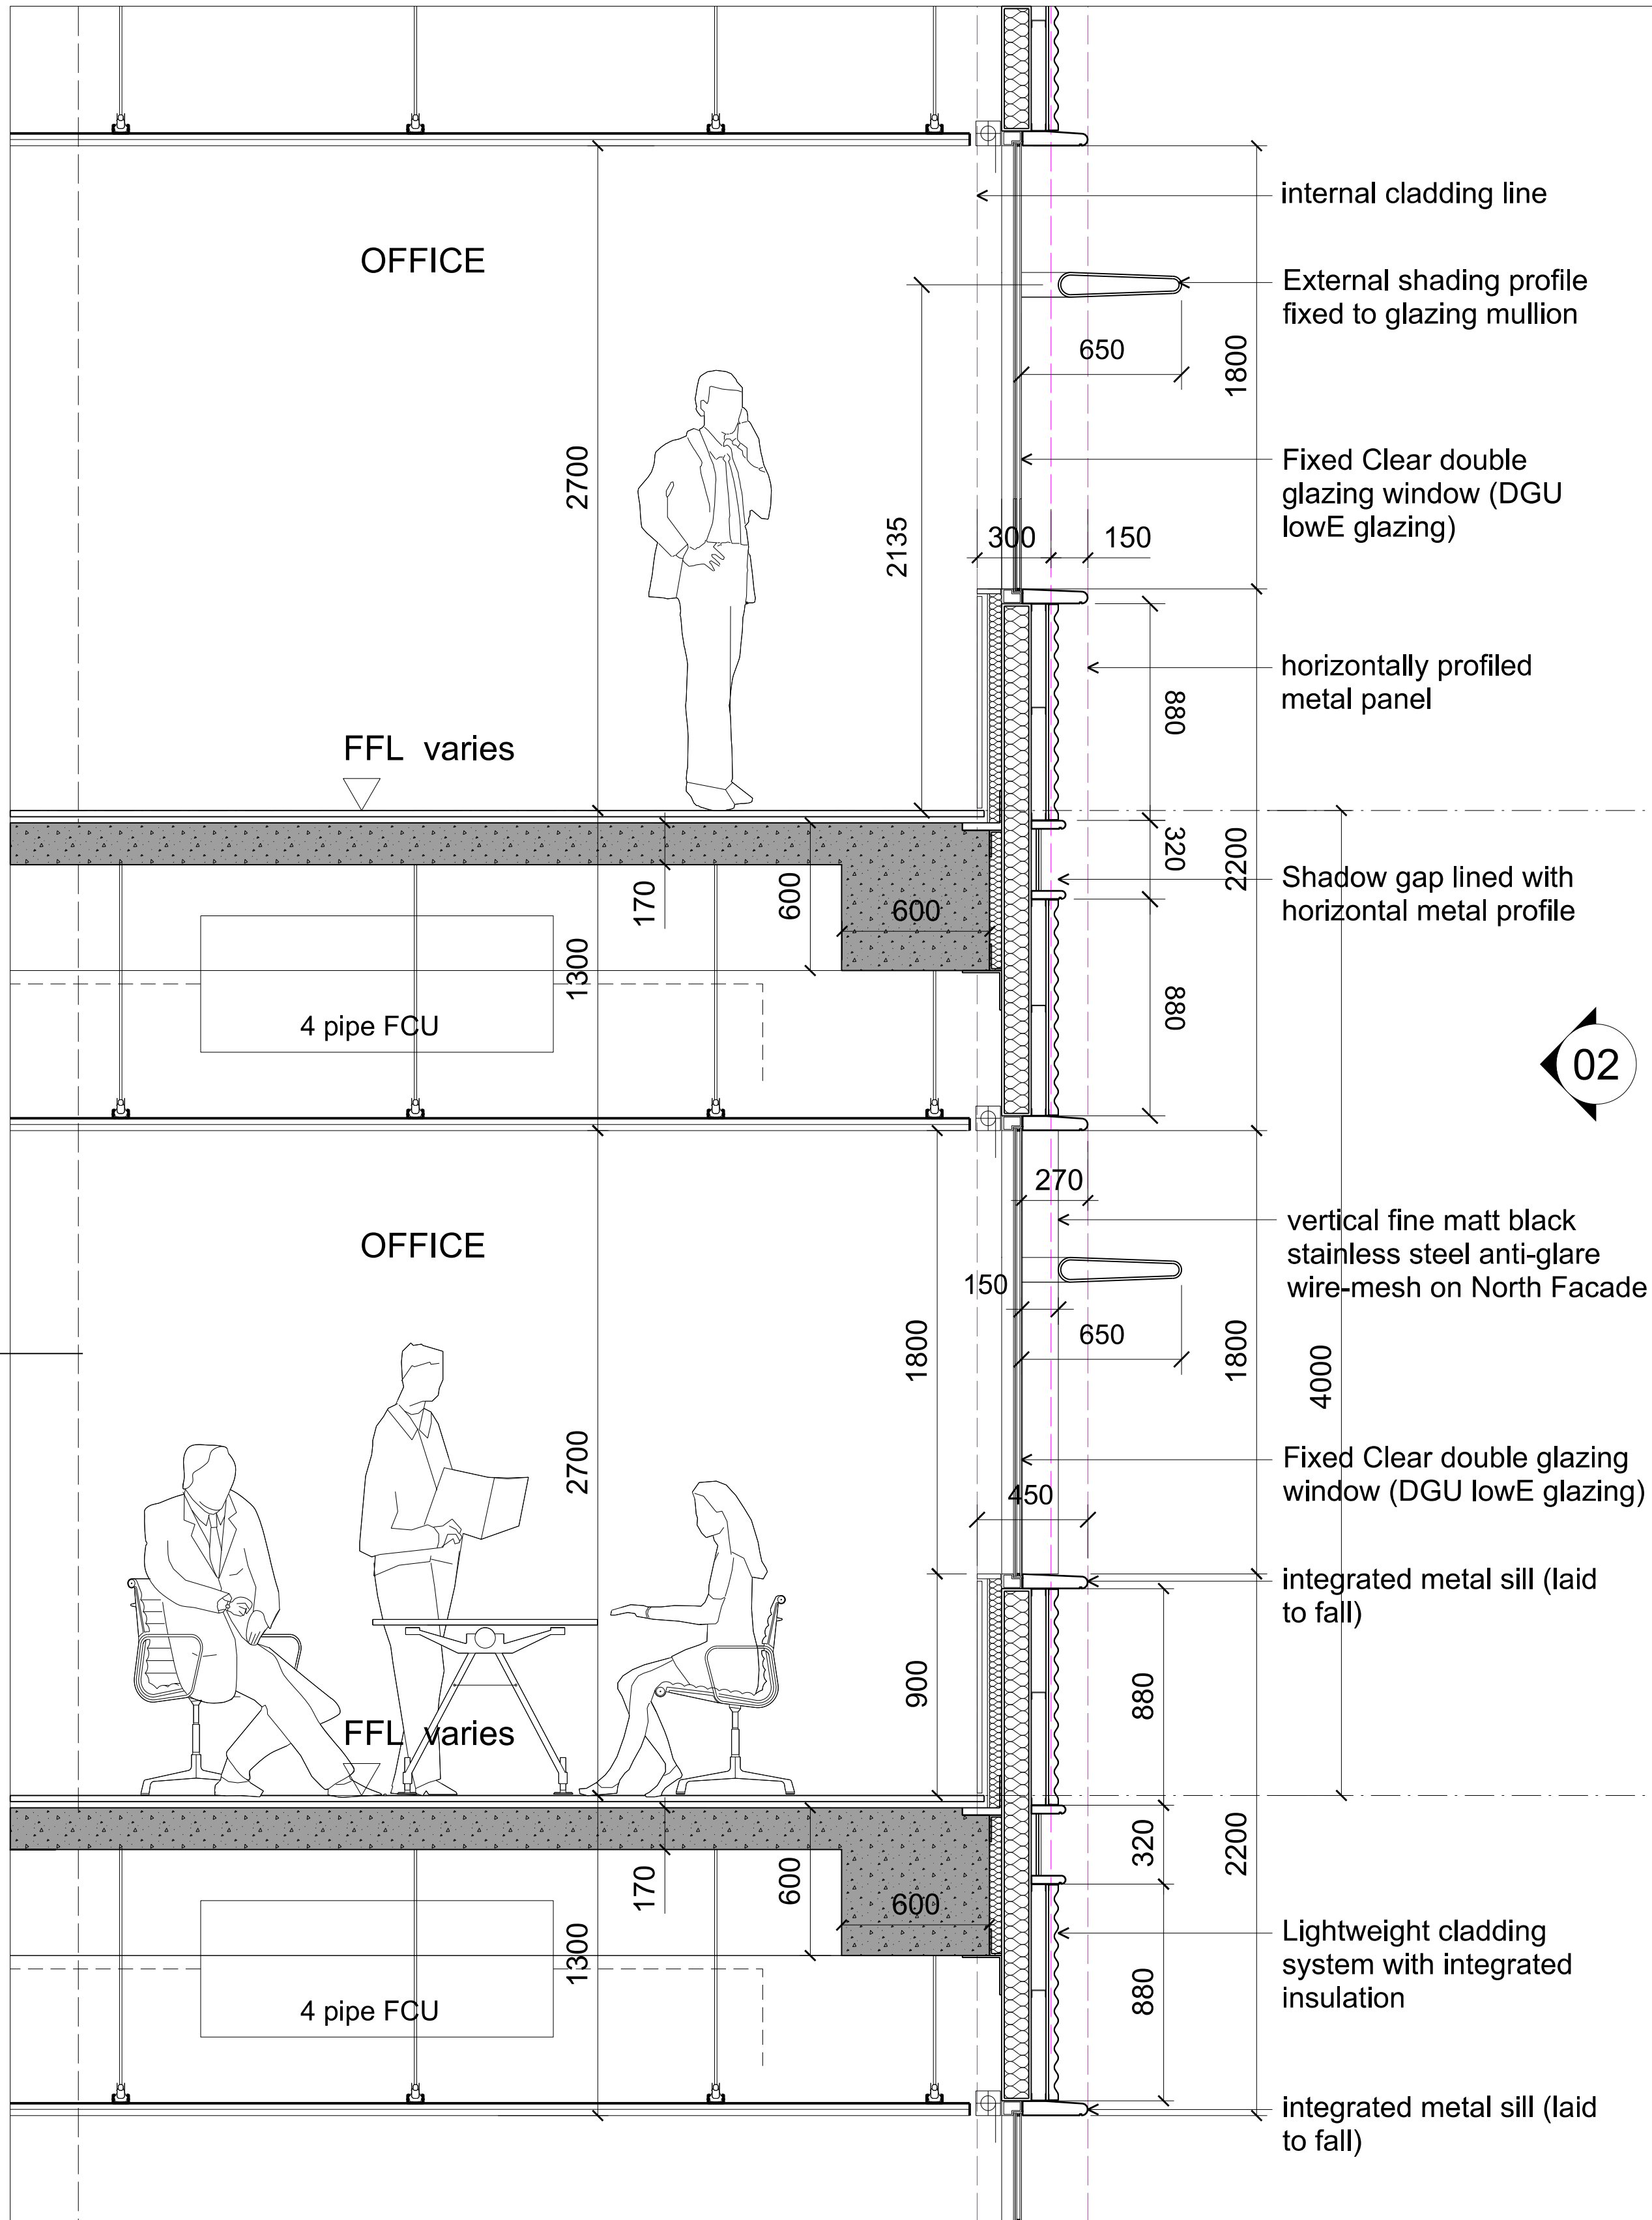 internal cladding line
OFFICE
External shading profile
fixed to glazing mullion
650
1800
2700
Fixed Clear double
glazing window (DGU
lowE glazing)
2135
300
150
horizontally profiled
metal panel
880
FFL varies
320
2200
Shadow gap lined with
horizontal metal profile
170
600
600
1300
880
4 pipe FCU
02
270
vertical fine matt black
stainless steel anti-glare
wire-mesh on North Facade
OFFICE
150
650
1800
1800
4000
2700
Fixed Clear double glazing
window (DGU lowE glazing)
450
integrated metal sill (laid
to fall)
900
880
FFL varies
320
2200
170
600
600
1300
880
Lightweight cladding
system with integrated
insulation
4 pipe FCU
integrated metal sill (laid
to fall)